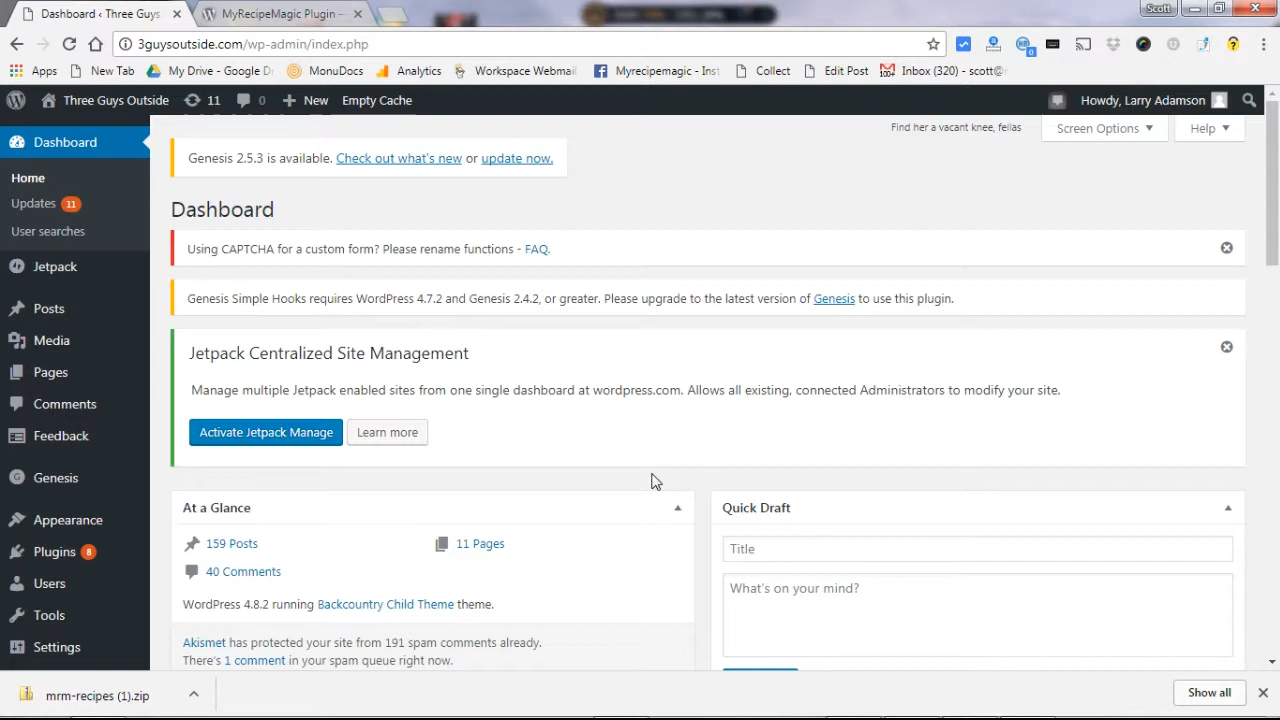 Dashboard ‹ Three Guys
MyRecipeMagic Plugin —
Scott
3guysoutside.com/wp-admin/index.php
Apps New Tab My Drive - Google D MonuDocs Analytics Workspace Webmail Myrecipemagic - Inst Collect Edit Post Inbox (320) - scott@r
Three Guys Outside 11 0 New Empty Cache Howdy, Larry Adamson
Find her a vacant knee, fellas
Screen Options
Help
Dashboard
Home
Updates 11
User searches
Jetpack
Posts
Media
Pages
Comments
Feedback
Genesis
Appearance
Plugins 8
Users
Tools
Settings
Genesis 2.5.3 is available. Check out what's new or update now.
Dashboard
Using CAPTCHA for a custom form? Please rename functions - FAQ.
Genesis Simple Hooks requires WordPress 4.7.2 and Genesis 2.4.2, or greater. Please upgrade to the latest version of Genesis to use this plugin.
Jetpack Centralized Site Management
Manage multiple Jetpack enabled sites from one single dashboard at wordpress.com. Allows all existing, connected Administrators to modify your site.
Activate Jetpack Manage
Learn more
At a Glance
159 Posts
11 Pages
40 Comments
WordPress 4.8.2 running Backcountry Child Theme theme.
Akismet has protected your site from 191 spam comments already.
There's 1 comment in your spam queue right now.
Quick Draft
Title
What's on your mind?
mrm-recipes (1).zip
Show all